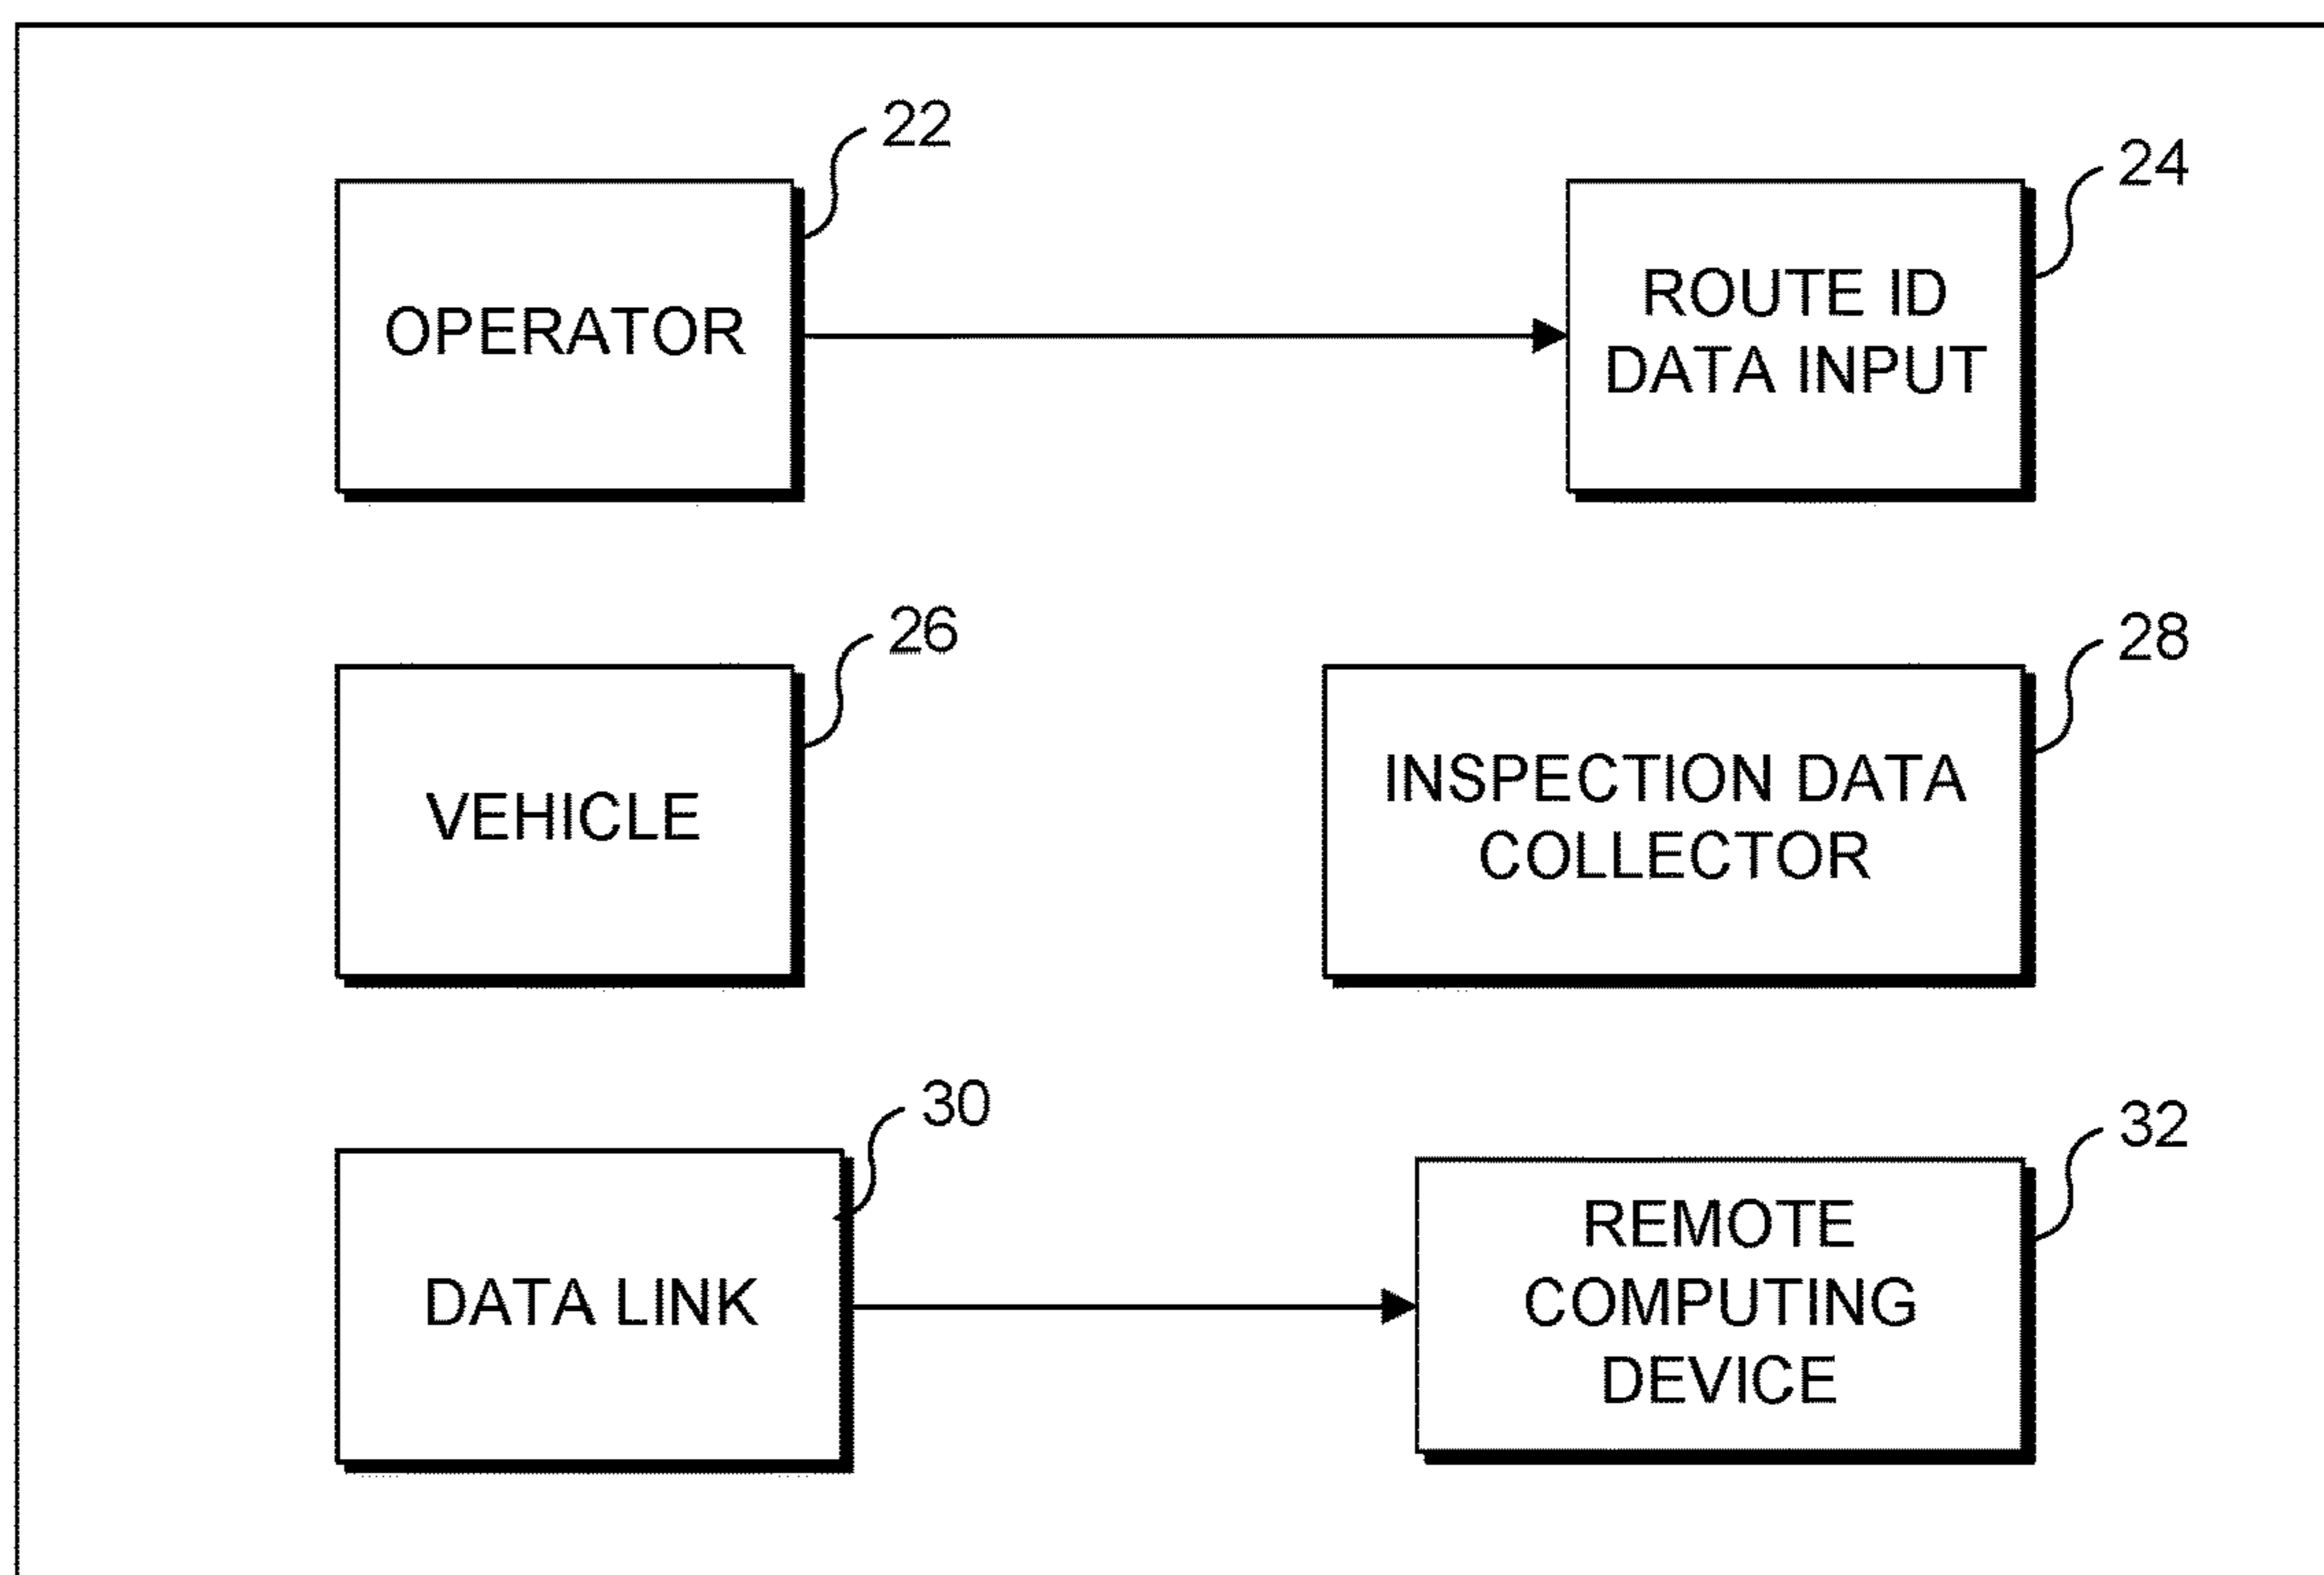 22
24
OPERATOR
ROUTE ID
DATA INPUT
26
28
VEHICLE
INSPECTION DATA
COLLECTOR
30
32
DATA LINK
REMOTE
COMPUTING
DEVICE